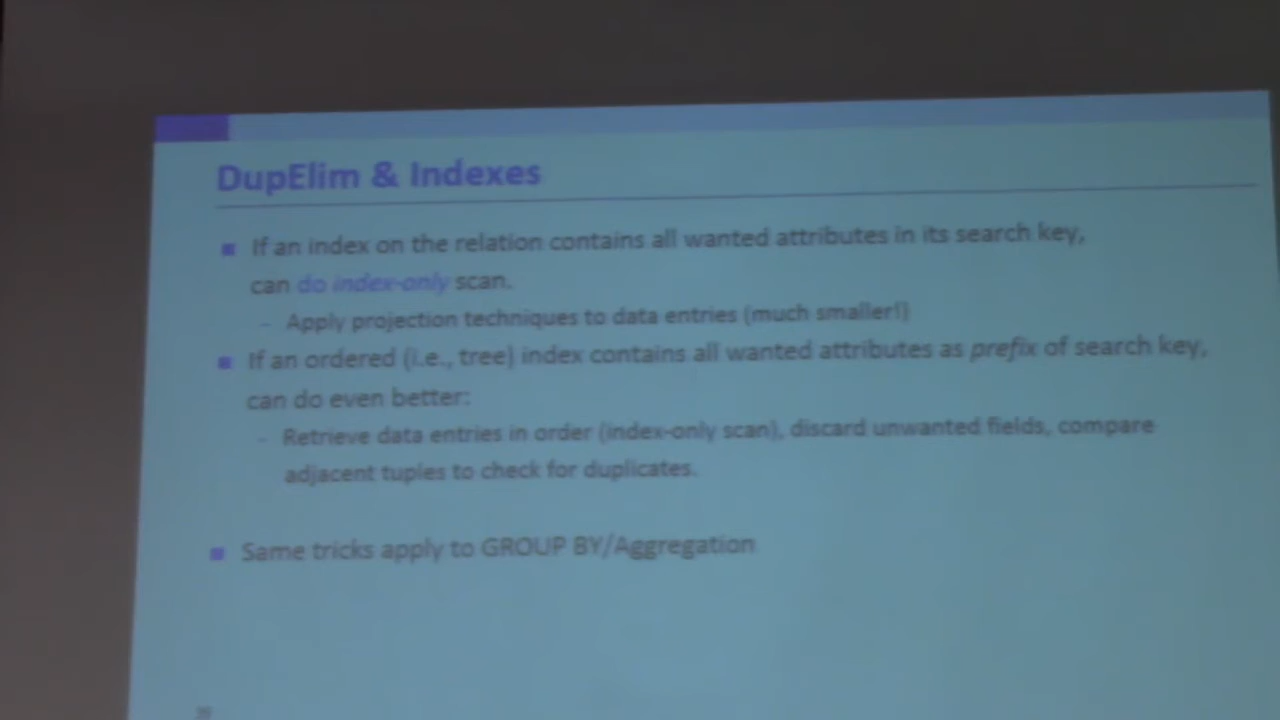 DupElim & Indexes
▪ If an index on the relation contains all wanted attributes in its search key,
can do index-only scan.
– Apply projection techniques to data entries (much smaller!)
▪ If an ordered (i.e., tree) index contains all wanted attributes as prefix of search key,
can do even better:
– Retrieve data entries in order (index-only scan), discard unwanted fields, compare
adjacent tuples to check for duplicates.
▪ Same tricks apply to GROUP BY/Aggregation